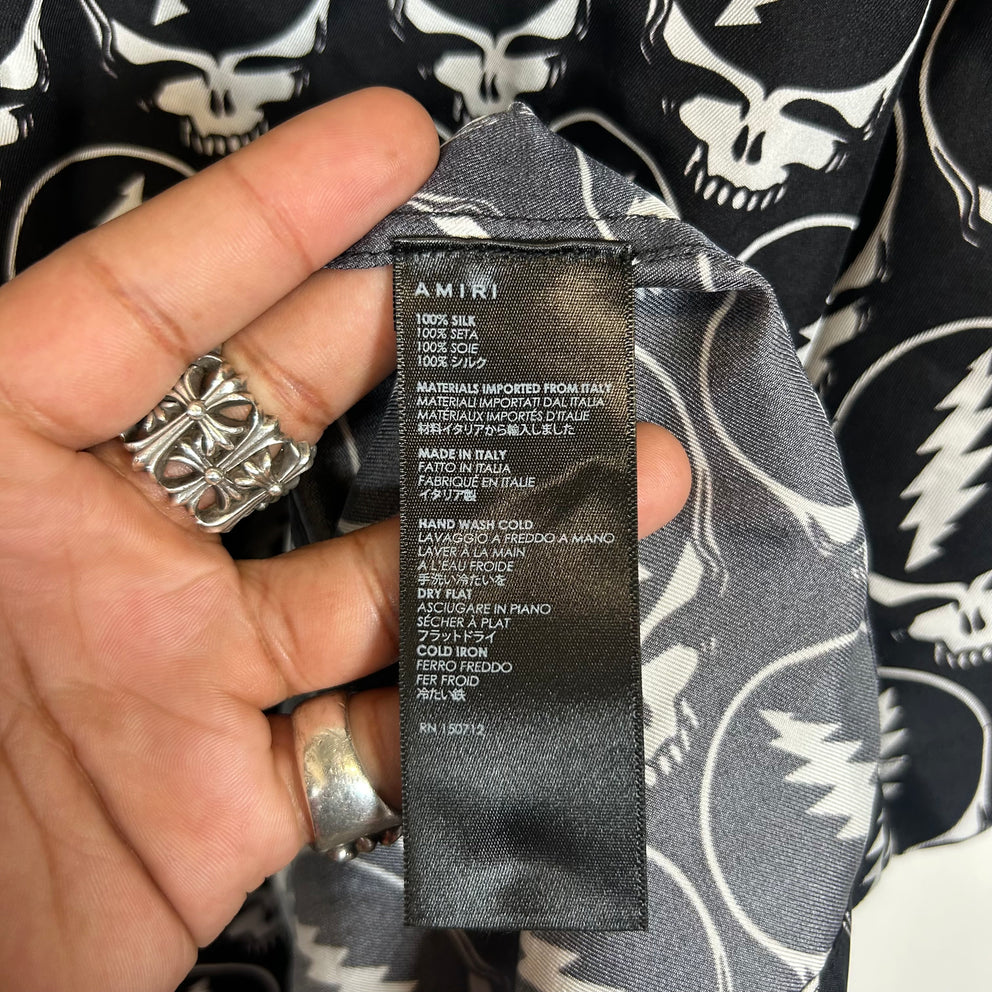 AMIRI
100% SILK
100% SETA
100% SOIE
100% シルク
MATERIALS IMPORTED FROM ITALY
MATERIALI IMPORTATI DAL ITALIA
MATÉRIAUX IMPORTÉS D'ITALIE
材料イタリアから輸入しました
MADE IN ITALY
FATTO IN ITALIA
FABRIQUÉ EN ITALIE
イタリア製
HAND WASH COLD
LAVAGGIO A FREDDO A MANO
LAVER À LA MAIN
A L'EAU FROIDE
手洗い冷たいを
DRY FLAT
ASCIUGARE IN PIANO
SÉCHER À PLAT
フラットドライ
COLD IRON
FERRO FREDDO
FER FROID
冷たい鉄
RN 150712